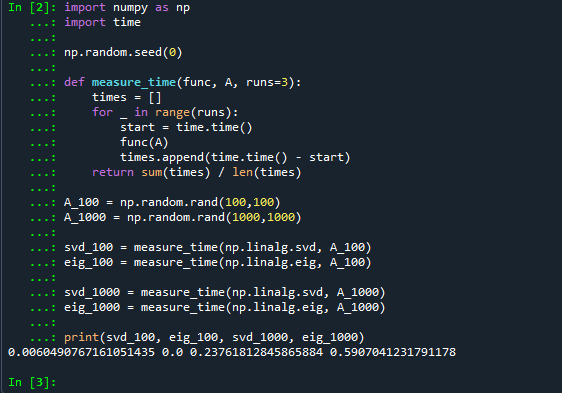 In [2]: import numpy as np
   ...: import time
   ...:
   ...: np.random.seed(0)
   ...:
   ...: def measure_time(func, A, runs=3):
   ...:     times = []
   ...:     for _ in range(runs):
   ...:         start = time.time()
   ...:         func(A)
   ...:         times.append(time.time() - start)
   ...:     return sum(times) / len(times)
   ...:
   ...: A_100 = np.random.rand(100,100)
   ...: A_1000 = np.random.rand(1000,1000)
   ...:
   ...: svd_100 = measure_time(np.linalg.svd, A_100)
   ...: eig_100 = measure_time(np.linalg.eig, A_100)
   ...:
   ...: svd_1000 = measure_time(np.linalg.svd, A_1000)
   ...: eig_1000 = measure_time(np.linalg.eig, A_1000)
   ...:
   ...: print(svd_100, eig_100, svd_1000, eig_1000)
0.0060490767161051435 0.0 0.23761812845865884 0.5907041231791178
In [3]: